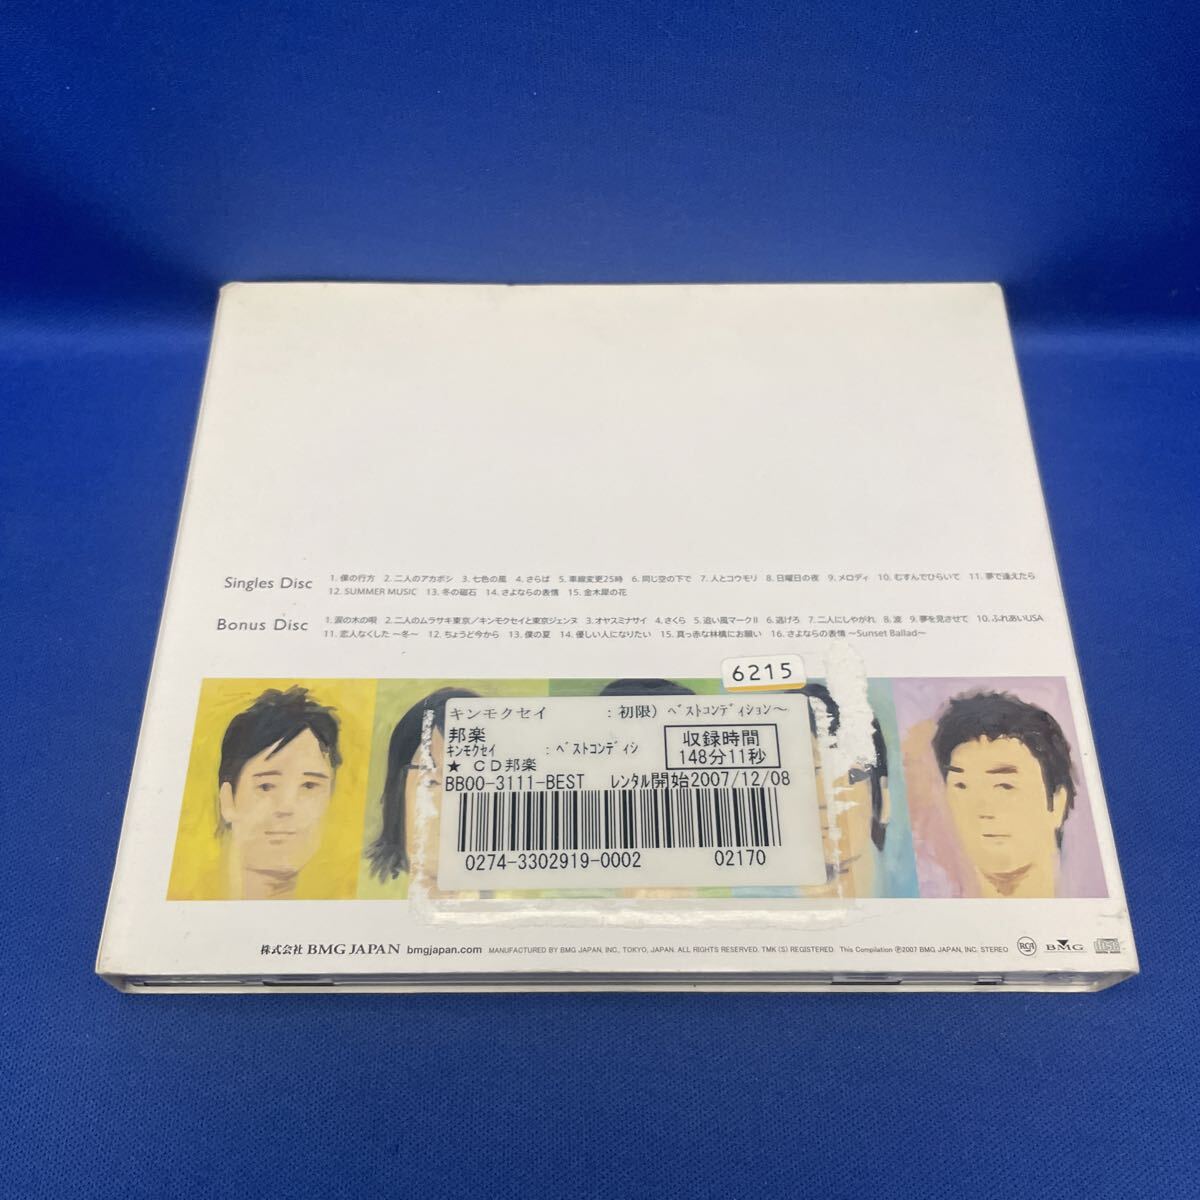 Singles Disc 1. 僕の行方 2. 二人のアカボシ 3. 七色の風 4. さらば 5. 車線変更25時 6. 同じ空の下で 7. 人とコウモリ 8. 日曜日の夜 9. メロディ 10. むすんでひらいて 11. 夢で逢えたら
12. SUMMER MUSIC 13. 冬の磁石 14. さよならの表情 15. 金木犀の花
Bonus Disc 1. 涙の木の唄 2. 二人のムラサキ東京／キンモクセイと東京ジェンヌ 3. オヤスミナサイ 4. さくら 5. 追い風マークII 6. 逃げろ 7. 二人にしやがれ 8. 波 9. 夢を見させて 10. ふれあいUSA
11. 恋人なくした ～冬～ 12. ちょうど今から 13. 僕の夏 14. 優しい人になりたい 15. 真っ赤な林檎にお願い 16. さよならの表情 ～Sunset Ballad～
6215
キンモクセイ :初限) ﾍﾞｽﾄｺﾝﾃﾞｨｼｮﾝ～
邦楽
ｷﾝﾓｸｾｲ :ﾍﾞｽﾄｺﾝﾃﾞｨｼ
★ CD邦楽
収録時間
148分11秒
BB00-3111-BEST ﾚﾝﾀﾙ開始2007/12/08
0274-3302919-0002 02170
株式会社 BMG JAPAN bmgjapan.com MANUFACTURED BY BMG JAPAN, INC., TOKYO, JAPAN. ALL RIGHTS RESERVED. TMK (S) REGISTERED. This Compilation ℗2007 BMG JAPAN, INC. STEREO RCA BMG